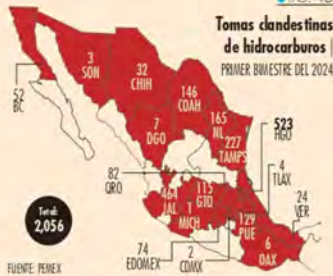 Tomas clandestinas
de hidrocarburos
PRIMER BIMESTRE DEL 2024
3
SON
32
CHIH
146
COAH
52
BC
165
NL
7
DGO
227
TAMPS
523
HGO
4
TLAX
82
QRO
24
VER
464
JAL
115
GTO
1
MICH
129
PUE
6
OAX
74
EDOMEX
2
CDMX
Total:
2,056
FUENTE: PEMEX